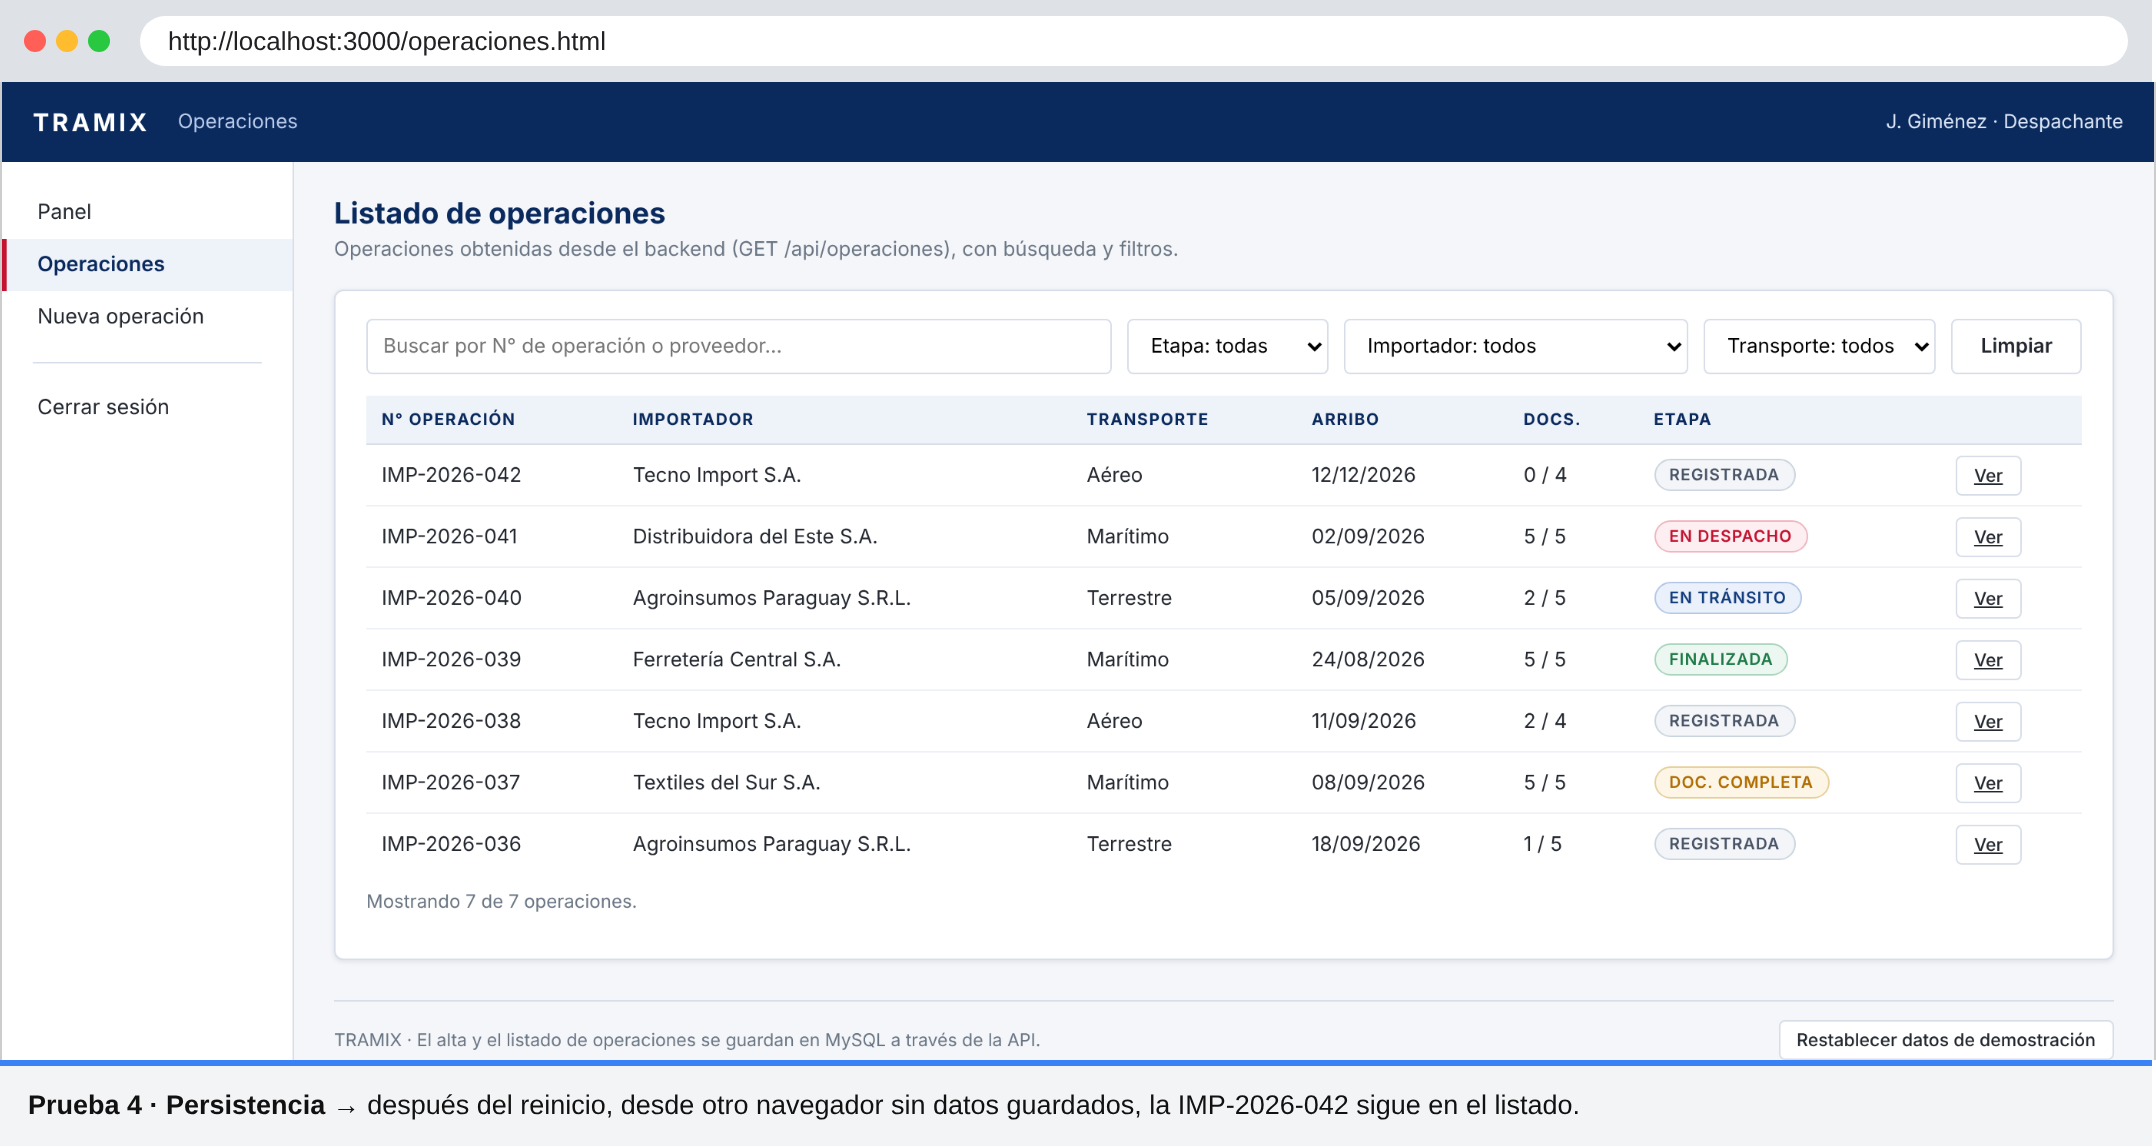 http://localhost:3000/operaciones.html
TRAMIX Operaciones J. Giménez · Despachante
Panel
Operaciones
Nueva operación
Cerrar sesión
Listado de operaciones
Operaciones obtenidas desde el backend (GET /api/operaciones), con búsqueda y filtros.
Buscar por N° de operación o proveedor... Etapa: todas Importador: todos Transporte: todos Limpiar
N° OPERACIÓN IMPORTADOR TRANSPORTE ARRIBO DOCS. ETAPA
IMP-2026-042 Tecno Import S.A. Aéreo 12/12/2026 0 / 4 REGISTRADA Ver
IMP-2026-041 Distribuidora del Este S.A. Marítimo 02/09/2026 5 / 5 EN DESPACHO Ver
IMP-2026-040 Agroinsumos Paraguay S.R.L. Terrestre 05/09/2026 2 / 5 EN TRÁNSITO Ver
IMP-2026-039 Ferretería Central S.A. Marítimo 24/08/2026 5 / 5 FINALIZADA Ver
IMP-2026-038 Tecno Import S.A. Aéreo 11/09/2026 2 / 4 REGISTRADA Ver
IMP-2026-037 Textiles del Sur S.A. Marítimo 08/09/2026 5 / 5 DOC. COMPLETA Ver
IMP-2026-036 Agroinsumos Paraguay S.R.L. Terrestre 18/09/2026 1 / 5 REGISTRADA Ver
Mostrando 7 de 7 operaciones.
TRAMIX · El alta y el listado de operaciones se guardan en MySQL a través de la API. Restablecer datos de demostración
Prueba 4 · Persistencia → después del reinicio, desde otro navegador sin datos guardados, la IMP-2026-042 sigue en el listado.